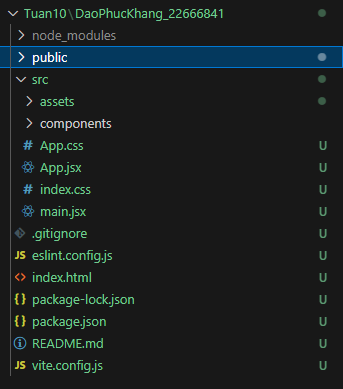 Tuan10\DaoPhucKhang_22666841
node_modules
public
src
assets
components
# App.css U
App.jsx U
# index.css U
main.jsx U
.gitignore U
JS eslint.config.js U
<> index.html U
{} package-lock.json U
{} package.json U
README.md U
JS vite.config.js U